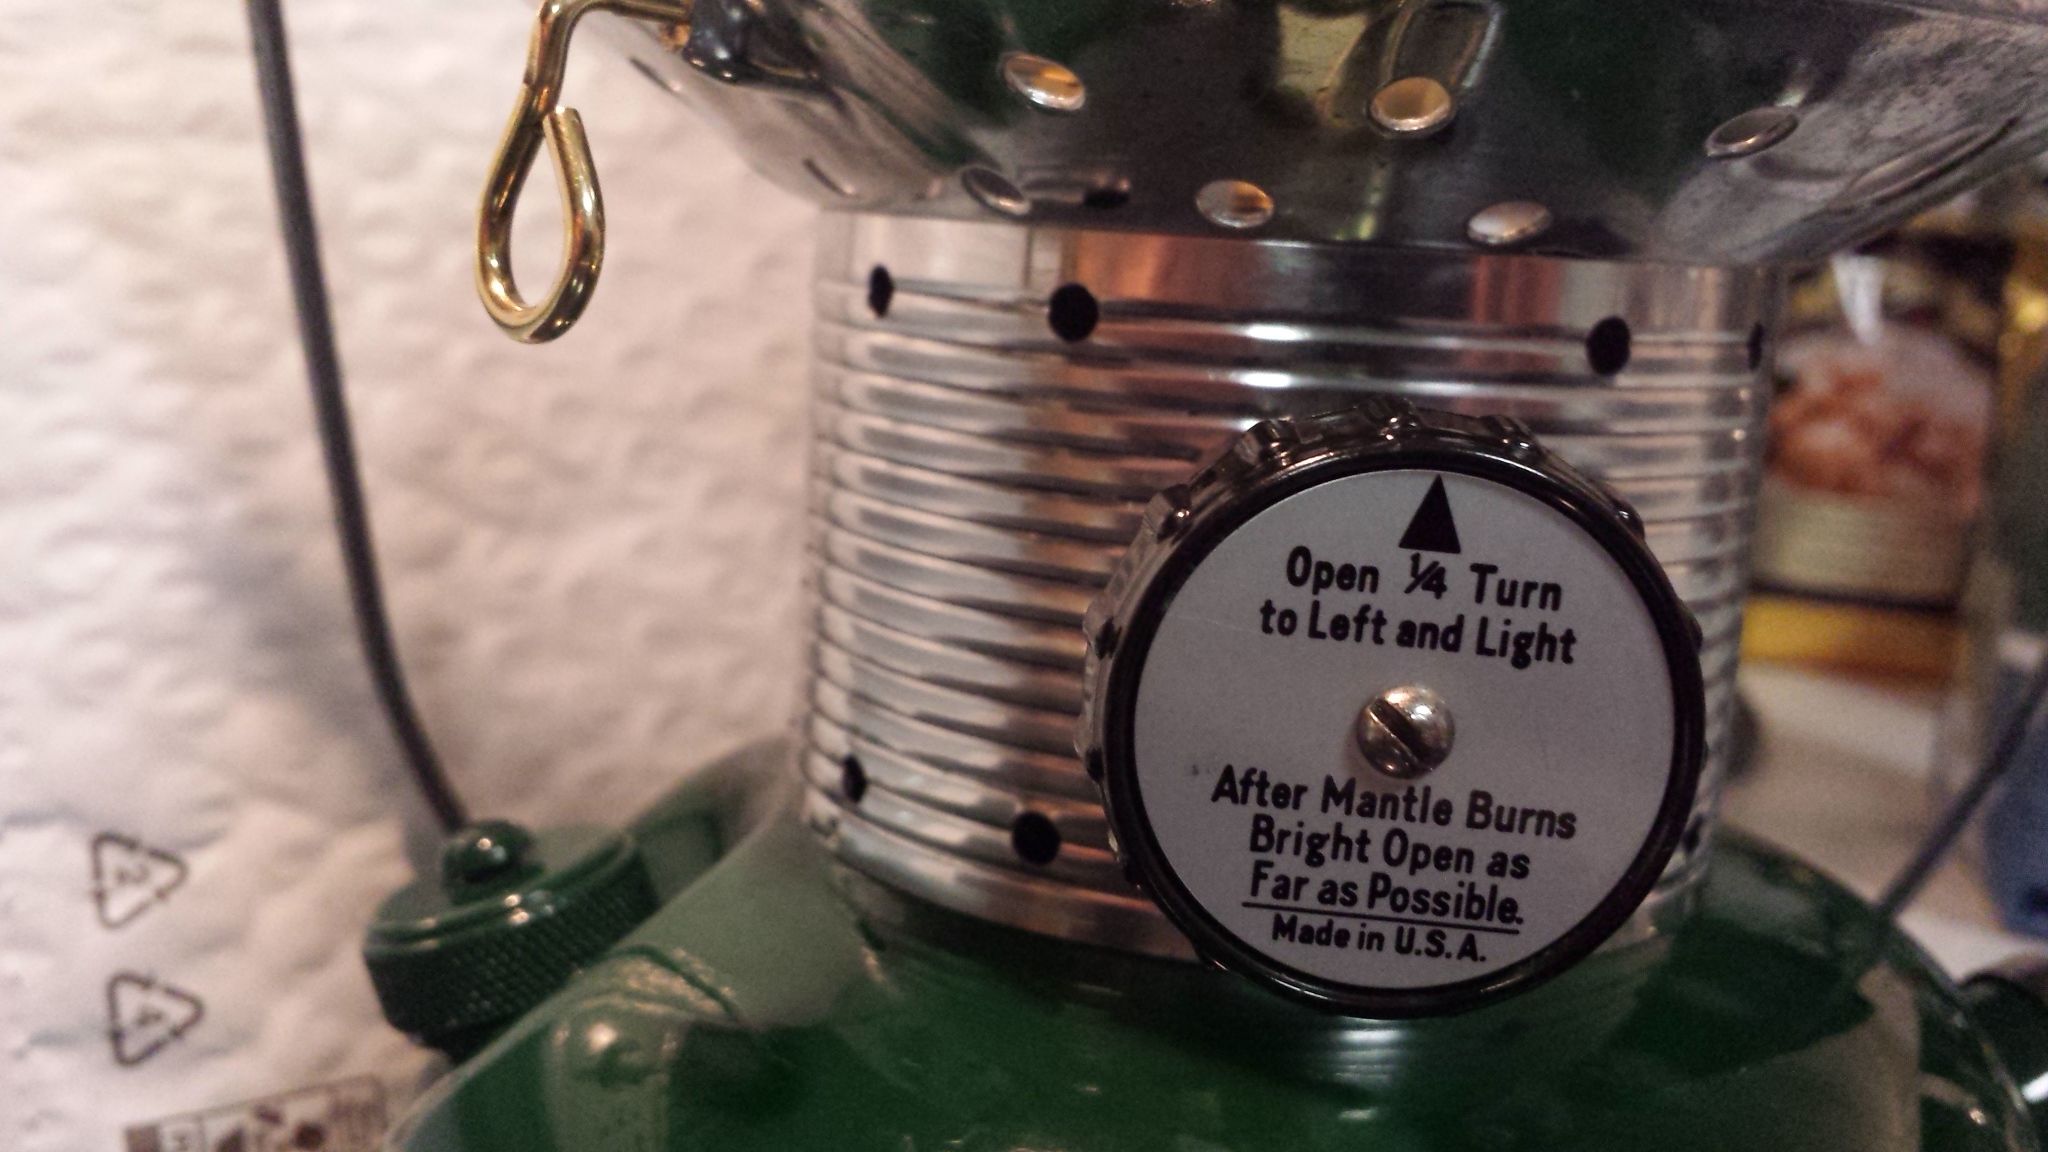 Open 1/4 Turn
to Left and Light
After Mantle Burns
Bright Open as
Far as Possible.
Made in U.S.A.